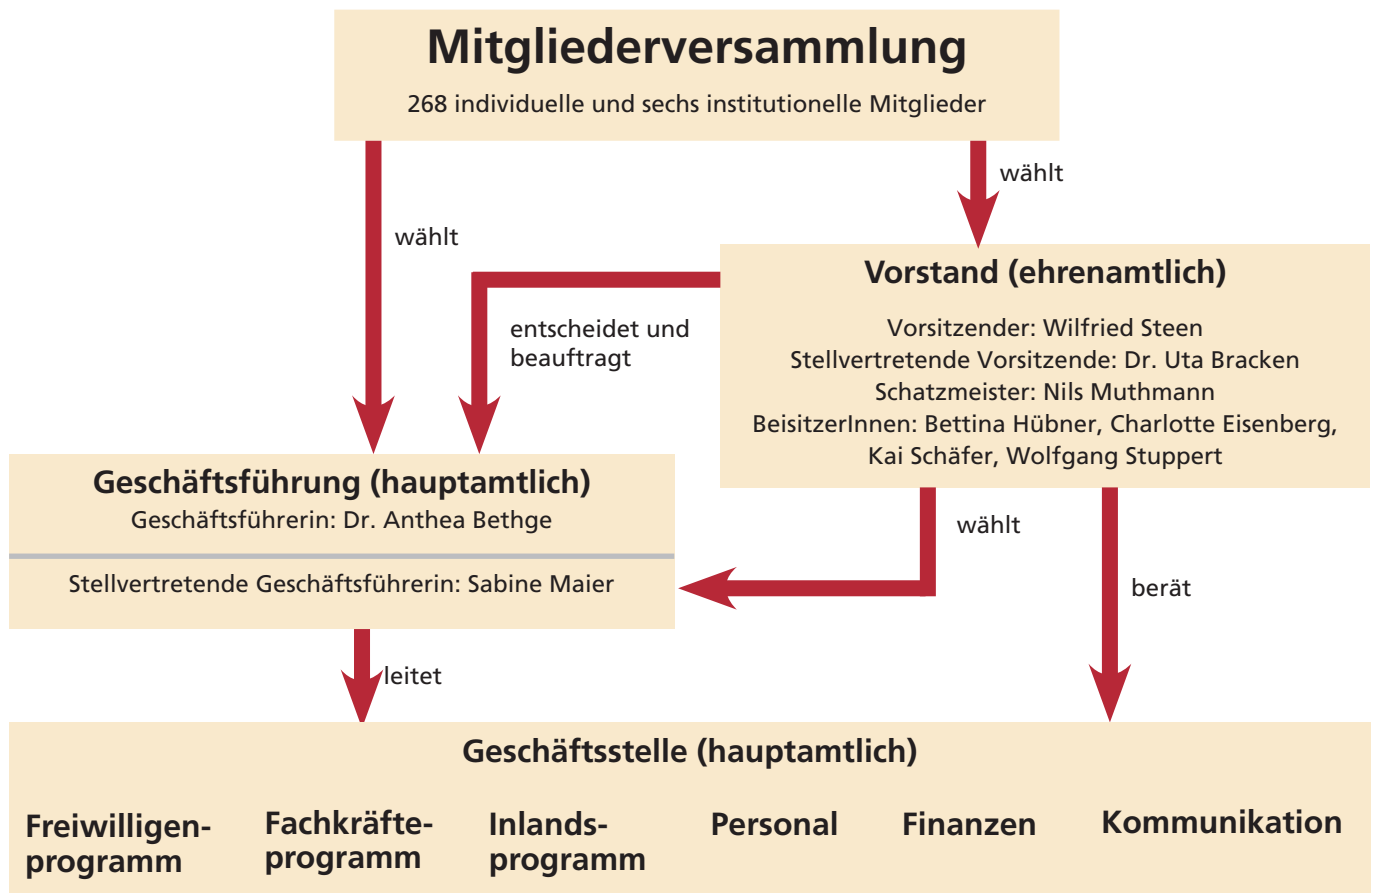 Mitgliederversammlung
268 individuelle und sechs institutionelle Mitglieder
wählt
wählt
Vorstand (ehrenamtlich)
Vorsitzender: Wilfried Steen
Stellvertretende Vorsitzende: Dr. Uta Bracken
Schatzmeister: Nils Muthmann
BeisitzerInnen: Bettina Hübner, Charlotte Eisenberg,
Kai Schäfer, Wolfgang Stuppert
entscheidet und
beauftragt
Geschäftsführung (hauptamtlich)
Geschäftsführerin: Dr. Anthea Bethge
Stellvertretende Geschäftsführerin: Sabine Maier
wählt
berät
leitet
Geschäftsstelle (hauptamtlich)
Freiwilligen-
programm
Fachkräfte-
programm
Inlands-
programm
Personal
Finanzen
Kommunikation